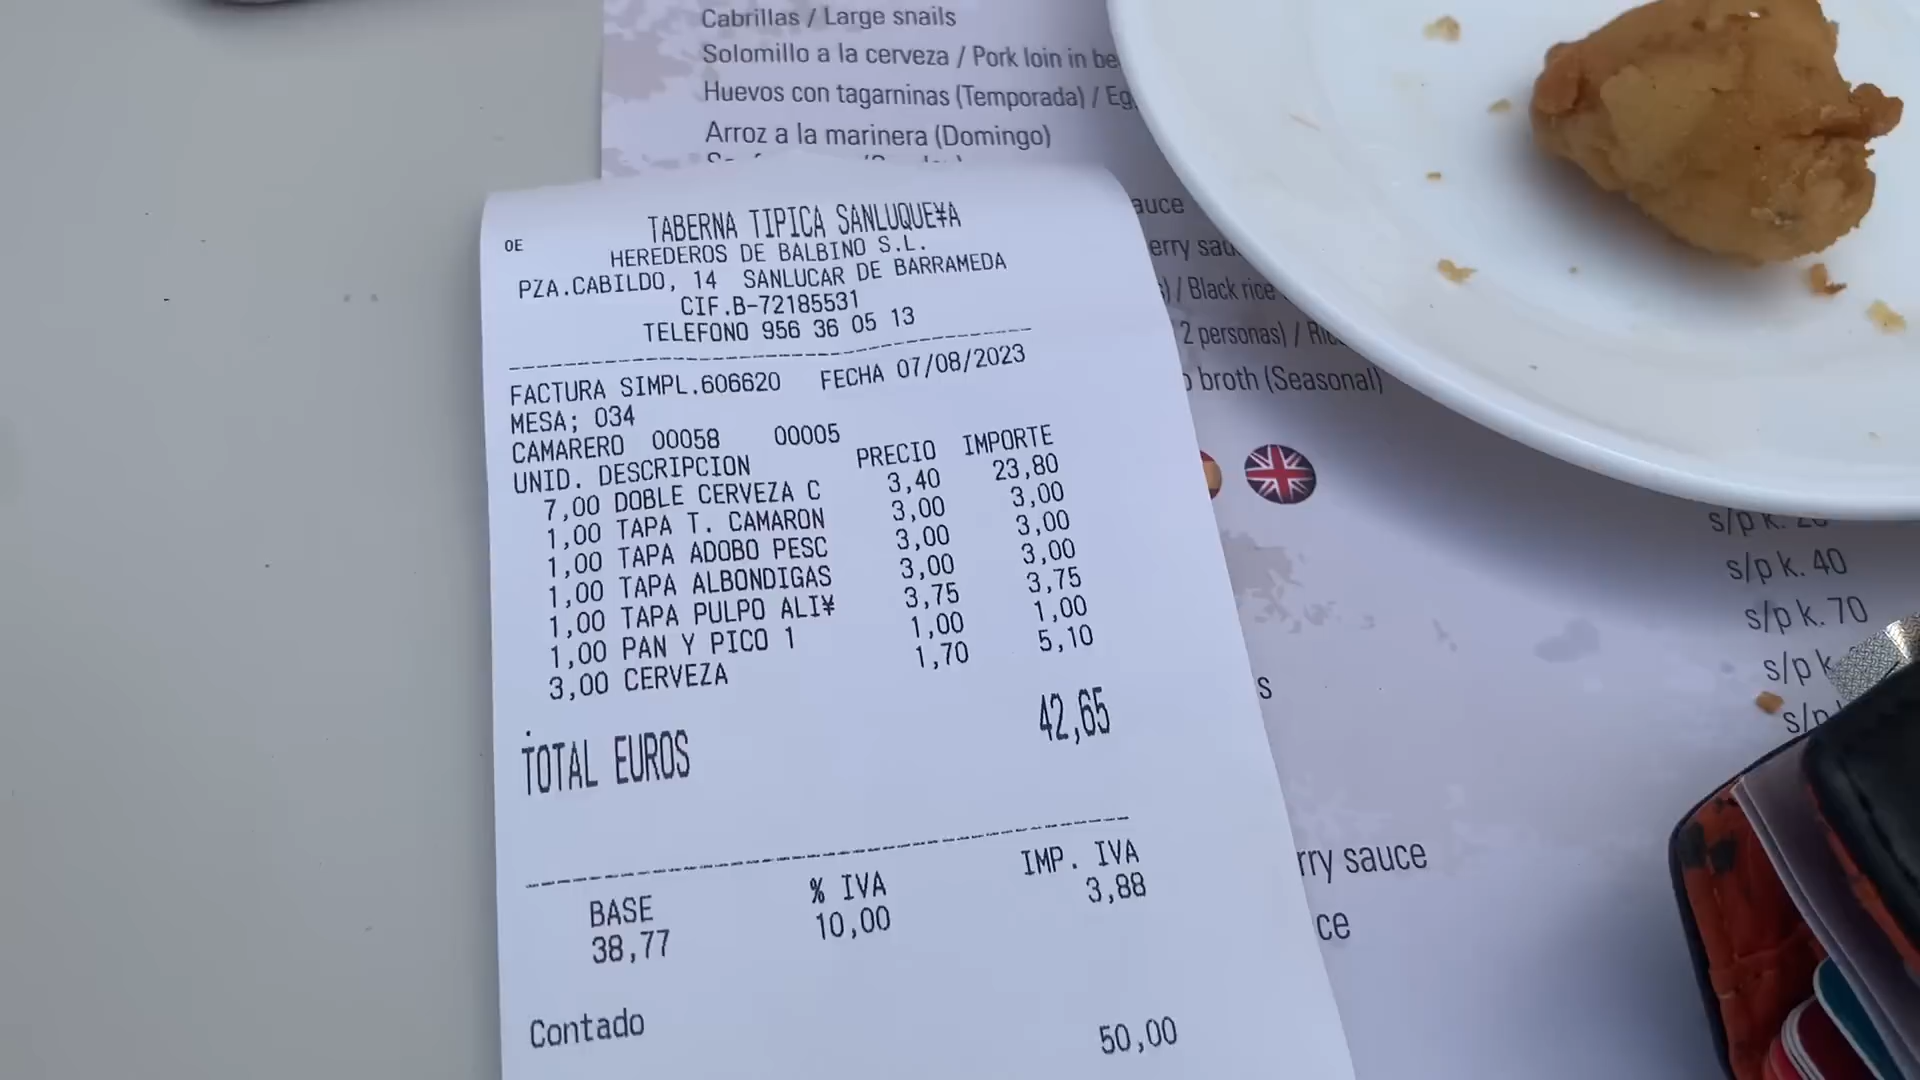 Cabrillas / Large snails
Solomillo a la cerveza / Pork loin in be
Huevos con tagarninas (Temporada) / Eg
Arroz a la marinera (Domingo)
auce
erry sau
) / Black rice
2 personas) / Ric
broth (Seasonal)
TABERNA TIPICA SANLUQUE¥A
OE
HEREDEROS DE BALBINO S.L.
PZA.CABILDO, 14 SANLUCAR DE BARRAMEDA
CIF.B-72185531
TELEFONO 956 36 05 13
FACTURA SIMPL.606620 FECHA 07/08/2023
MESA; 034
CAMARERO 00058 00005
UNID. DESCRIPCION PRECIO IMPORTE
7,00 DOBLE CERVEZA C 3,40 23,80
1,00 TAPA T. CAMARON 3,00 3,00
1,00 TAPA ADOBO PESC 3,00 3,00
1,00 TAPA ALBONDIGAS 3,00 3,00
1,00 TAPA PULPO ALI¥ 3,75 3,75
1,00 PAN Y PICO 1 1,00 1,00
3,00 CERVEZA 1,70 5,10
TOTAL EUROS 42,65
BASE % IVA IMP. IVA
38,77 10,00 3,88
Contado 50,00
s/p k.
s/p k. 40
s/p k. 70
s/p k
s/p
s
rry sauce
ce